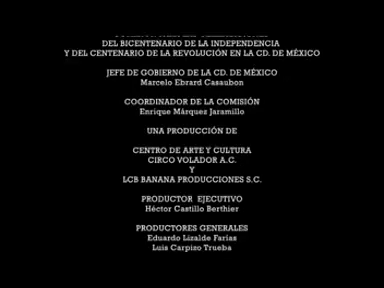 DEL BICENTENARIO DE LA INDEPENDENCIA
Y DEL CENTENARIO DE LA REVOLUCIÓN EN LA CD. DE MÉXICO
JEFE DE GOBIERNO DE LA CD. DE MÉXICO
Marcelo Ebrard Casaubon
COORDINADOR DE LA COMISIÓN
Enrique Márquez Jaramillo
UNA PRODUCCIÓN DE
CENTRO DE ARTE Y CULTURA
CIRCO VOLADOR A.C.
Y
LCB BANANA PRODUCCIONES S.C.
PRODUCTOR EJECUTIVO
Héctor Castillo Berthier
PRODUCTORES GENERALES
Eduardo Lizalde Farías
Luis Carpizo Trueba